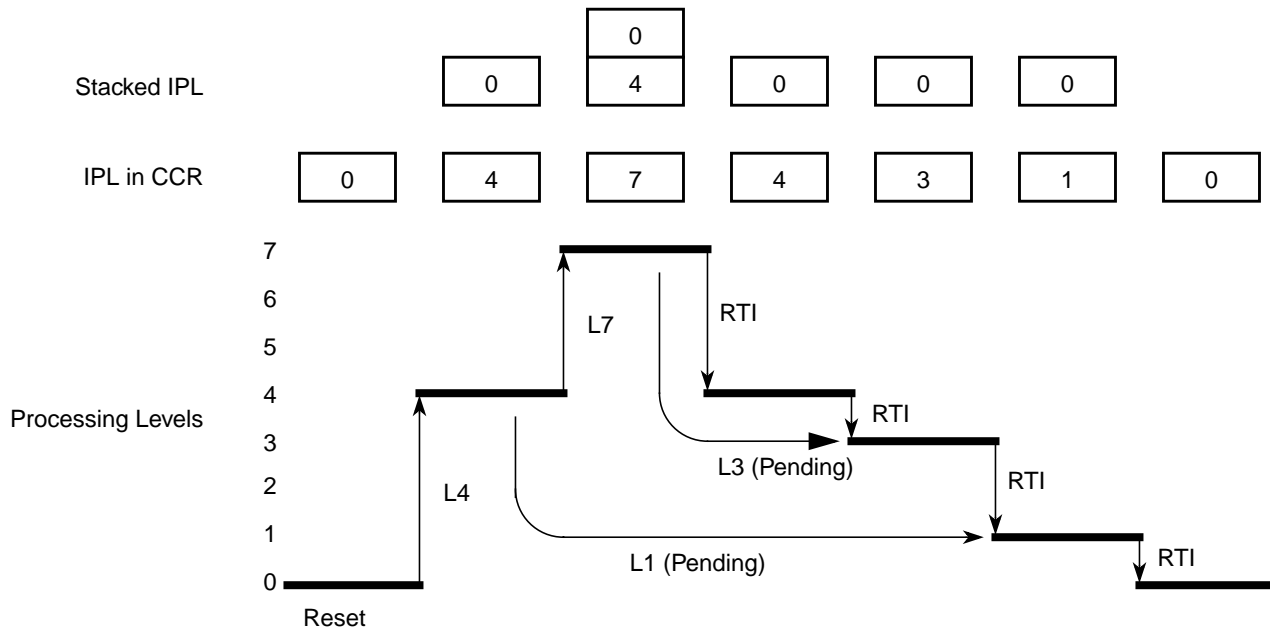 0
Stacked IPL 0 4 0 0 0
IPL in CCR 0 4 7 4 3 1 0
7
6
5
4
3
2
1
0
Processing Levels
L7
RTI
RTI
L3 (Pending)
L4
RTI
L1 (Pending)
RTI
Reset